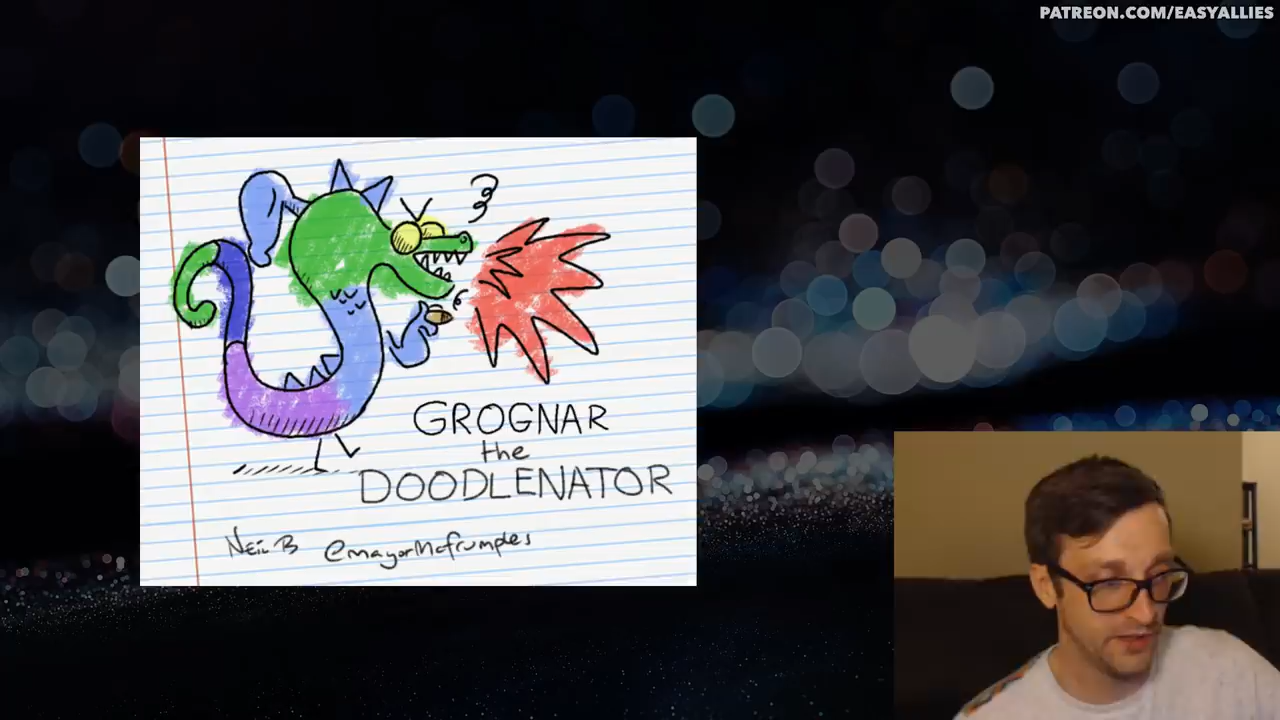 PATREON.COM/EASYALLIES
GROGNAR
the
DOODLENATOR
Neil B @mayorMcfrumples